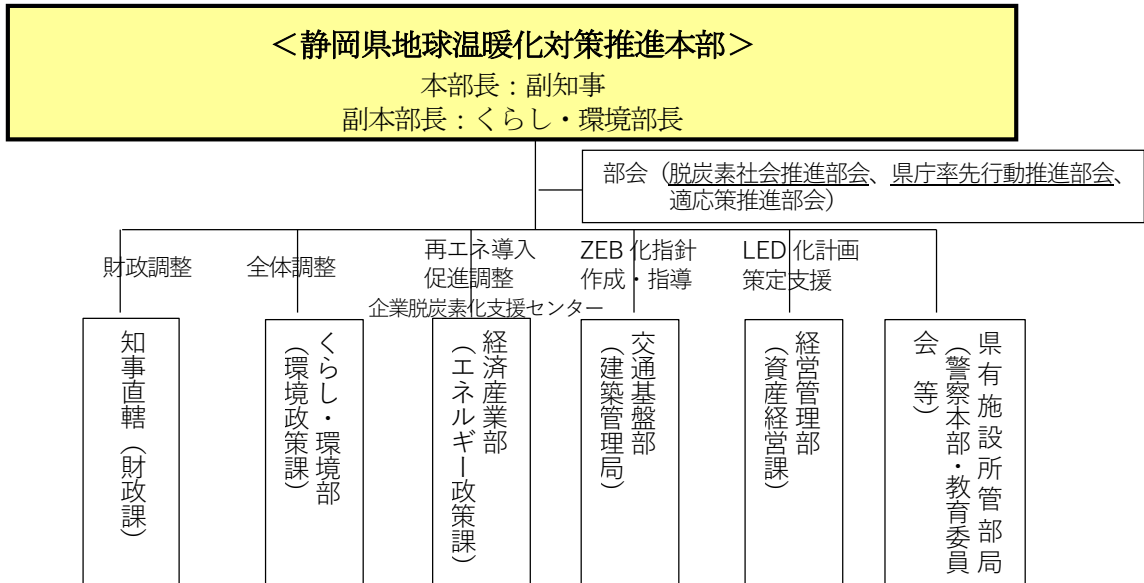 ＜静岡県地球温暖化対策推進本部＞
本部長：副知事
副本部長：くらし・環境部長
部会（脱炭素社会推進部会、県庁率先行動推進部会、
適応策推進部会）
財政調整
全体調整
再エネ導入
促進調整
企業脱炭素化支援センター
ZEB 化指針
作成・指導
LED 化計画
策定支援
知事直轄（財政課）
くらし・環境部
（環境政策課）
経済産業部
（エネルギー政策課）
交通基盤部
（建築管理局）
経営管理部
（資産経営課）
県有施設所管部局
（警察本部・教育委員
会 等）